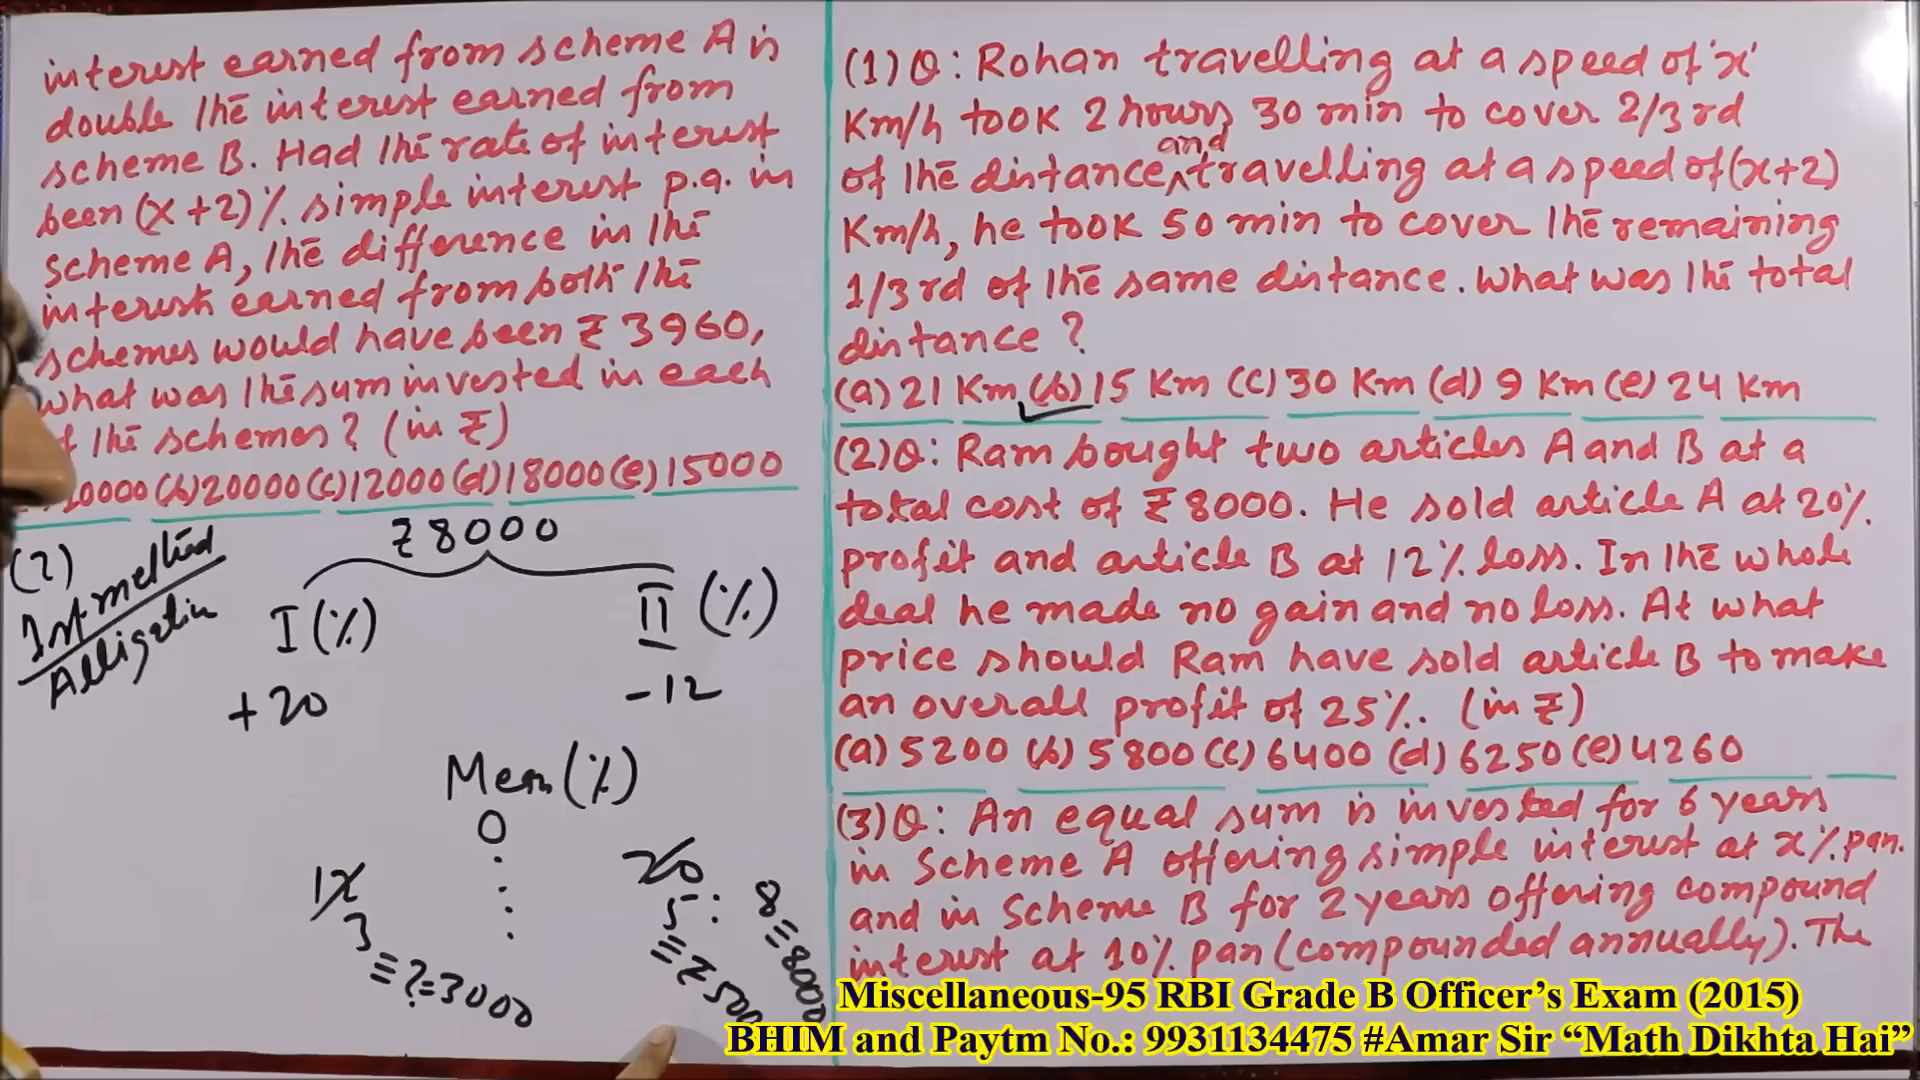 interest earned from scheme A is
double the interest earned from
scheme B. Had the rate of interest
been (x+2)% simple interest p.a. in
scheme A, the difference in the
interest earned from both the
schemes would have been ₹ 3960,
what was the sum invested in each
the schemes? (in ₹)
10000 (b) 20000 (c) 12000 (d) 18000 (e) 15000
(2)
Alligation
₹ 8000
I (%) II (%)
+20 -12
Mean (%)
0
12 20
3 5 : 8 ≡ 8000
≡ ? = 3000
(1) Q: Rohan travelling at a speed of 'x'
Km/h took 2 hours 30 min to cover 2/3rd
of the distance and travelling at a speed of (x+2)
Km/h, he took 50 min to cover the remaining
1/3rd of the same distance. What was the total
distance?
(a) 21 Km (b) 15 Km (c) 30 Km (d) 9 Km (e) 24 Km
(2) Q: Ram bought two articles A and B at a
total cost of ₹ 8000. He sold article A at 20%
profit and article B at 12% loss. In the whole
deal he made no gain and no loss. At what
price should Ram have sold article B to make
an overall profit of 25%. (in ₹)
(a) 5200 (b) 5800 (c) 6400 (d) 6250 (e) 4260
(3) Q: An equal sum is invested for 6 years
in Scheme A offering simple interest at x% pan.
and in Scheme B for 2 years offering compound
interest at 10% pan (compounded annually). The
Miscellaneous-95 RBI Grade B Officer's Exam (2015)
BHIM and Paytm No.: 9931134475 #Amar Sir “Math Dikhta Hai”